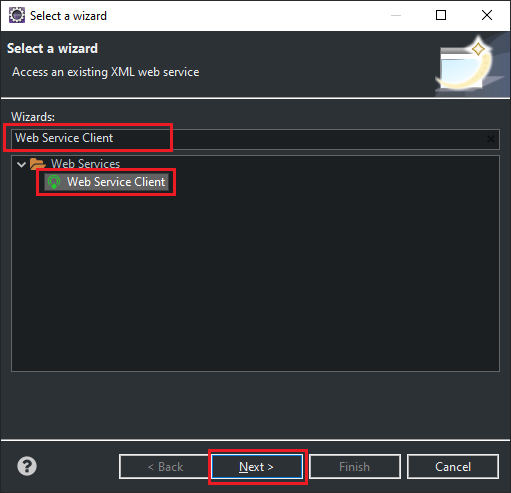 Select a wizard
Select a wizard
Access an existing XML web service
Wizards:
Web Service Client
Web Services
Web Service Client
< Back
Next >
Finish
Cancel